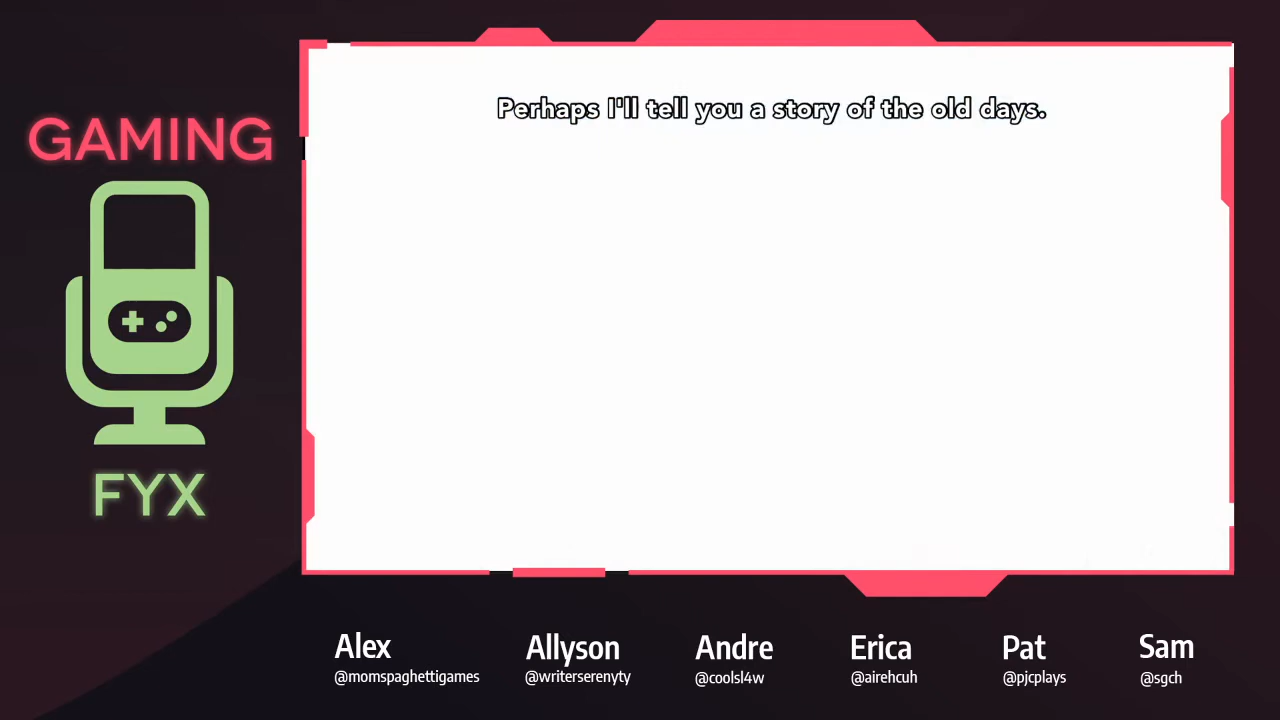 Perhaps I'll tell you a story of the old days.
GAMING
FYX
Alex
@momspaghettigames
Allyson
@writerserenyty
Andre
@coolsl4w
Erica
@airehcuh
Pat
@pjcplays
Sam
@sgch